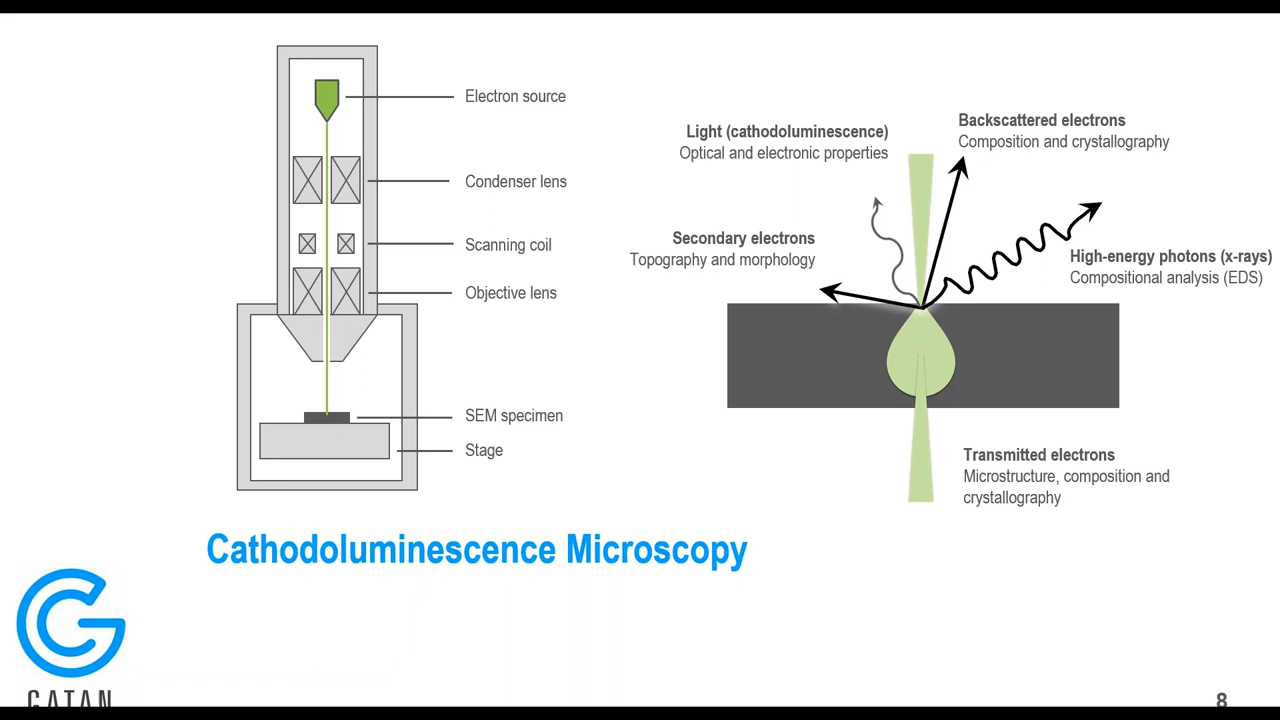 Electron source
Condenser lens
Scanning coil
Objective lens
SEM specimen
Stage
Light (cathodoluminescence)
Optical and electronic properties
Backscattered electrons
Composition and crystallography
Secondary electrons
Topography and morphology
High-energy photons (x-rays)
Compositional analysis (EDS)
Transmitted electrons
Microstructure, composition and
crystallography
Cathodoluminescence Microscopy
GATAN
8